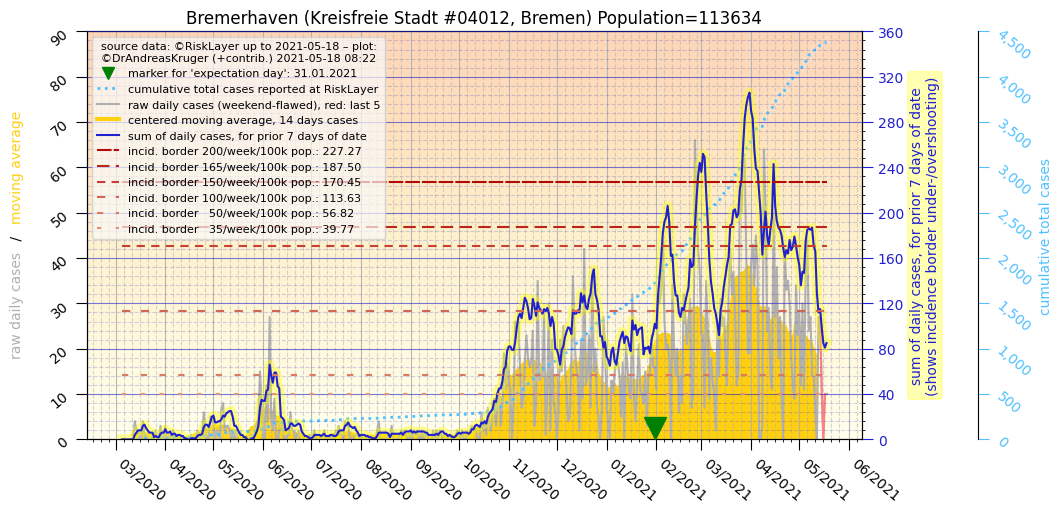 Bremerhaven (Kreisfreie Stadt #04012, Bremen) Population=113634
source data: ©RiskLayer up to 2021-05-18 – plot:
©DrAndreasKruger (+contrib.) 2021-05-18 08:22
marker for 'expectation day': 31.01.2021
cumulative total cases reported at RiskLayer
raw daily cases (weekend-flawed), red: last 5
centered moving average, 14 days cases
sum of daily cases, for prior 7 days of date
incid. border 200/week/100k pop.: 227.27
incid. border 165/week/100k pop.: 187.50
incid. border 150/week/100k pop.: 170.45
incid. border 100/week/100k pop.: 113.63
incid. border 50/week/100k pop.: 56.82
incid. border 35/week/100k pop.: 39.77
raw daily cases / moving average
90
80
70
60
50
40
30
20
10
0
03/2020
04/2020
05/2020
06/2020
07/2020
08/2020
09/2020
10/2020
11/2020
12/2020
01/2021
02/2021
03/2021
04/2021
05/2021
06/2021
360
320
280
240
200
160
120
80
40
0
sum of daily cases, for prior 7 days of date
(shows incidence border under-/overshooting)
4,500
4,000
3,500
3,000
2,500
2,000
1,500
1,000
500
0
cumulative total cases